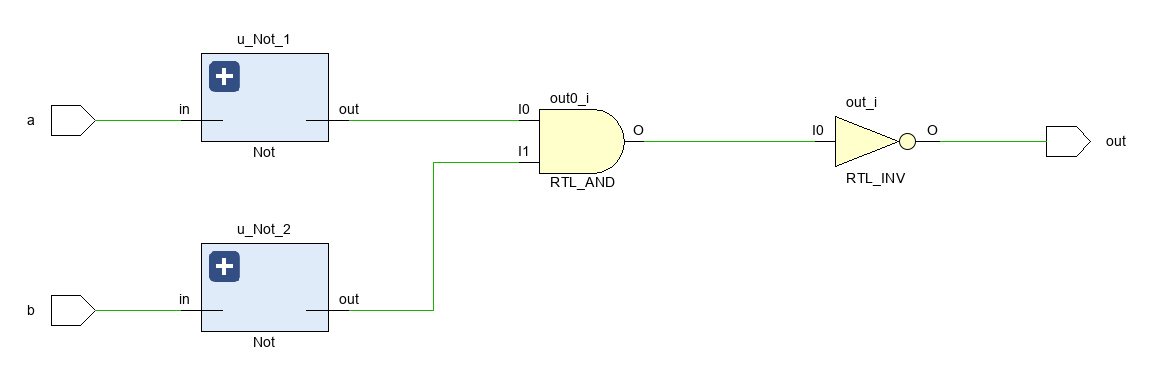 u_Not_1
a
in
out
Not
out0_i
I0
I1
O
RTL_AND
out_i
I0
O
RTL_INV
out
u_Not_2
b
in
out
Not